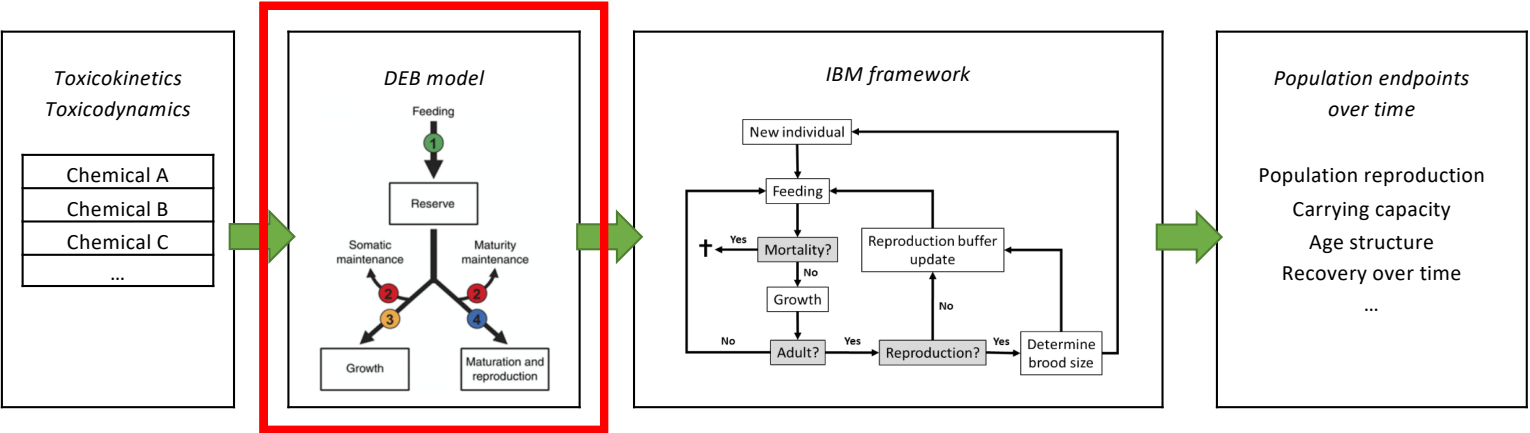 Toxicokinetics
Toxicodynamics
Chemical A
Chemical B
Chemical C
...
DEB model
Feeding
1
Reserve
Somatic
maintenance
Maturity
maintenance
2
2
3
4
Growth
Maturation and
reproduction
IBM framework
New individual
Feeding
Yes
Mortality?
No
Growth
No
Adult?
Yes
Reproduction?
Yes
Determine
brood size
No
Reproduction buffer
update
Population endpoints
over time
Population reproduction
Carrying capacity
Age structure
Recovery over time
...